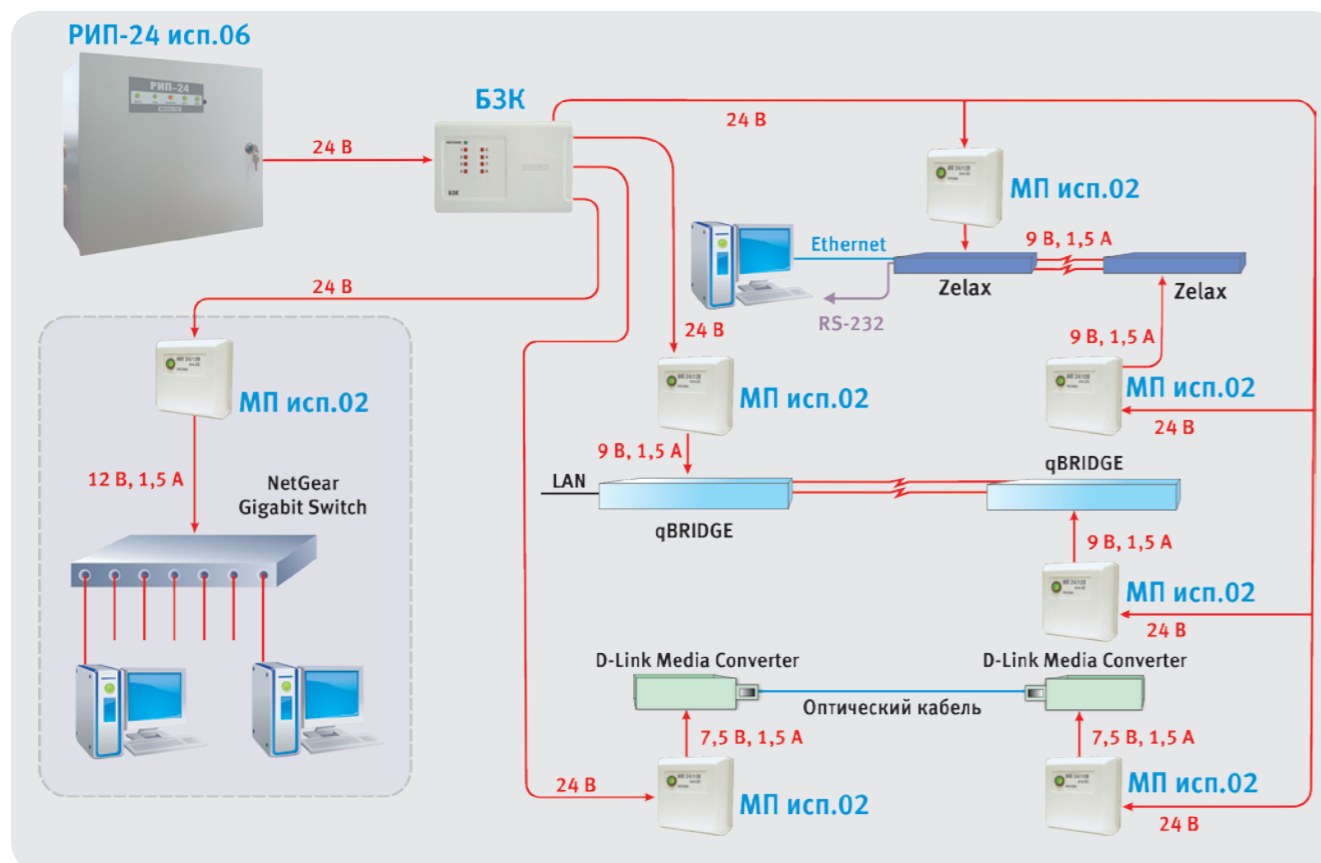 РИП-24 исп.06
РИП-24
БЗК
24 В
24 В
БЗК
МП исп.02
Ethernet
9 В, 1,5 А
Zelax
Zelax
RS-232
24 В
24 В
9 В, 1,5 А
МП исп.02
МП исп.02
МП исп.02
24 В
9 В, 1,5 А
12 В, 1,5 А
NetGear
Gigabit Switch
LAN
qBRIDGE
qBRIDGE
9 В, 1,5 А
МП исп.02
24 В
D-Link Media Converter
D-Link Media Converter
Оптический кабель
7,5 В, 1,5 А
7,5 В, 1,5 А
24 В
МП исп.02
МП исп.02
24 В